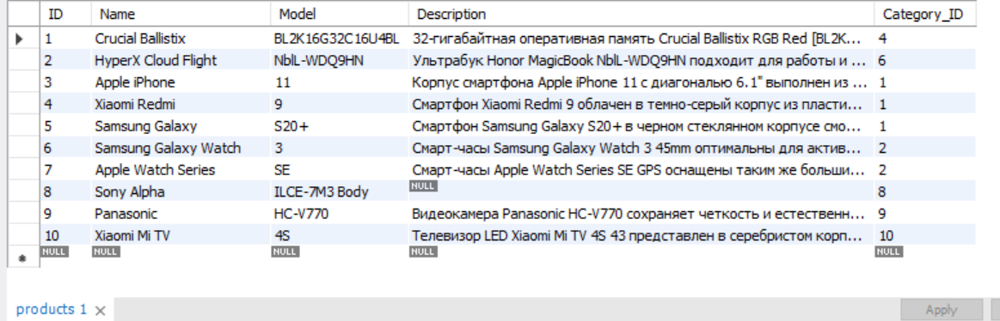 ID Name Model Description Category_ID
1 Crucial Ballistix BL2K16G32C16U4BL 32-гигабайтная оперативная память Crucial Ballistix RGB Red [BL2K... 4
2 HyperX Cloud Flight NblL-WDQ9HN Ультрабук Honor MagicBook NblL-WDQ9HN подходит для работы и ... 6
3 Apple iPhone 11 Корпус смартфона Apple iPhone 11 с диагональю 6.1" выполнен из ... 1
4 Xiaomi Redmi 9 Смартфон Xiaomi Redmi 9 облачен в темно-серый корпус из пласти... 1
5 Samsung Galaxy S20+ Смартфон Samsung Galaxy S20+ в черном стеклянном корпусе смо... 1
6 Samsung Galaxy Watch 3 Смарт-часы Samsung Galaxy Watch 3 45mm оптимальны для актив... 2
7 Apple Watch Series SE Смарт-часы Apple Watch Series SE GPS оснащены таким же больши... 2
8 Sony Alpha ILCE-7M3 Body NULL 8
9 Panasonic HC-V770 Видеокамера Panasonic HC-V770 сохраняет четкость и естественн... 9
10 Xiaomi Mi TV 4S Телевизор LED Xiaomi Mi TV 4S 43 представлен в серебристом корп... 10
NULL NULL NULL NULL NULL
products 1 Apply